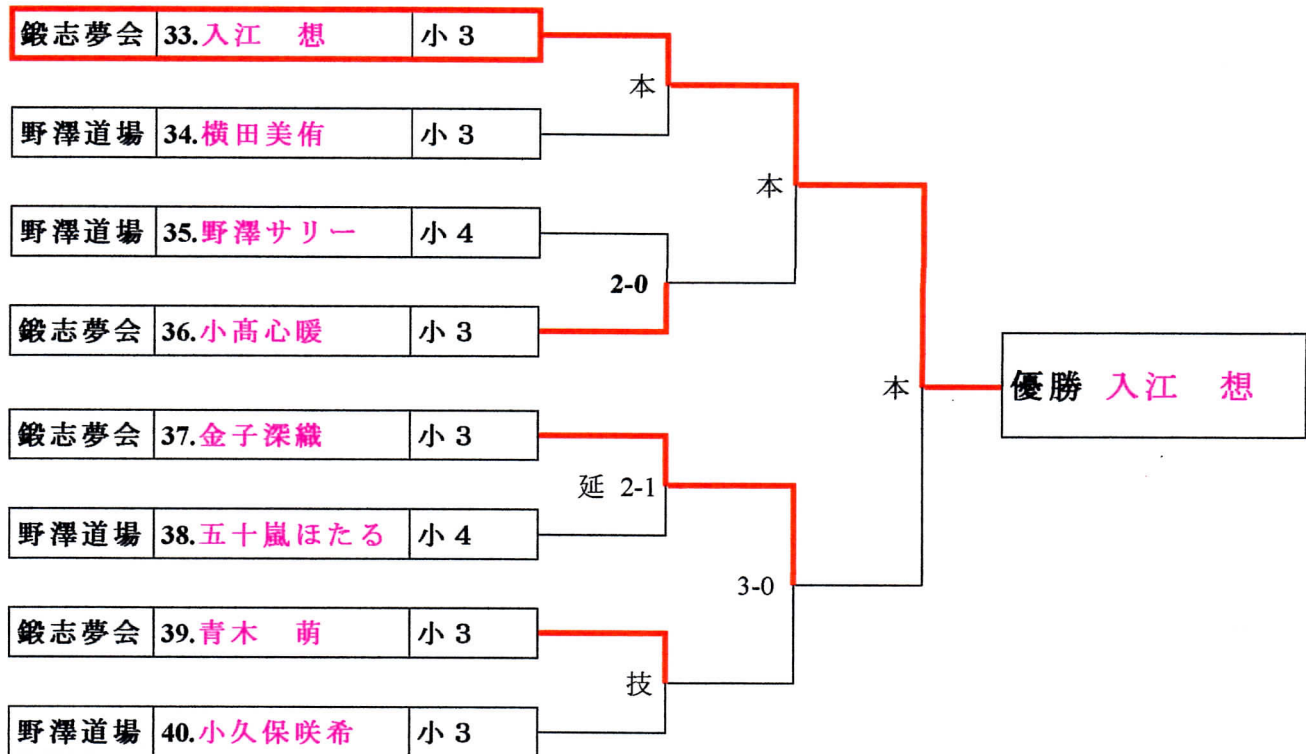 鍛志夢会 33.入江 想 小3
本
野澤道場 34.横田美侑 小3
本
野澤道場 35.野澤サリー 小4
2-0
鍛志夢会 36.小髙心暖 小3
本
優勝 入江 想
鍛志夢会 37.金子深織 小3
延 2-1
野澤道場 38.五十嵐ほたる 小4
3-0
鍛志夢会 39.青木 萌 小3
技
野澤道場 40.小久保咲希 小3